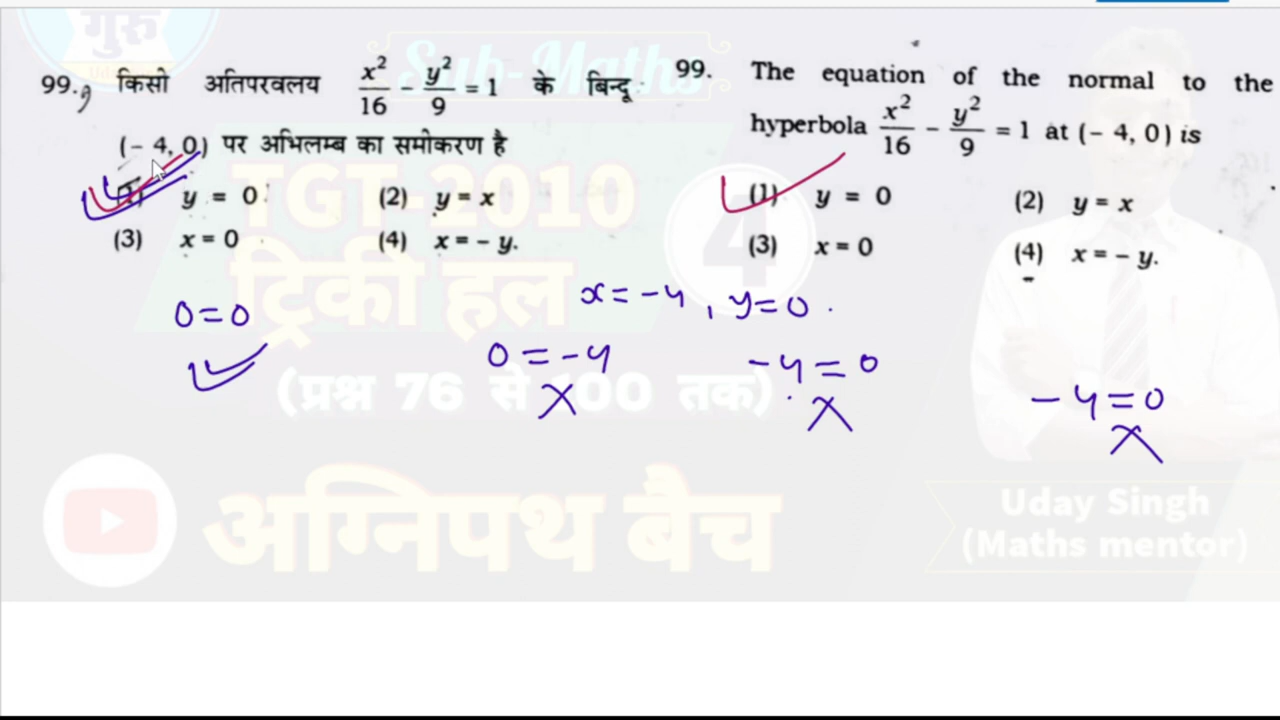 गुरु
Sub-Maths
99. किसी अतिपरवलय x²/16 - y²/9 = 1 के बिन्दु
(- 4, 0) पर अभिलम्ब का समीकरण है
(1) y = 0 (2) y = x
(3) x = 0 (4) x = - y.
99. The equation of the normal to the
hyperbola x²/16 - y²/9 = 1 at (- 4, 0) is
(1) y = 0 (2) y = x
(3) x = 0 (4) x = - y.
TGT-2010
4
ट्रिकी हल
(प्रश्न 76 से 100 तक)
x = -4, y = 0.
0 = 0
0 = -4
X
-4 = 0
X
-4 = 0
X
अग्निपथ बैच
Uday Singh
(Maths mentor)